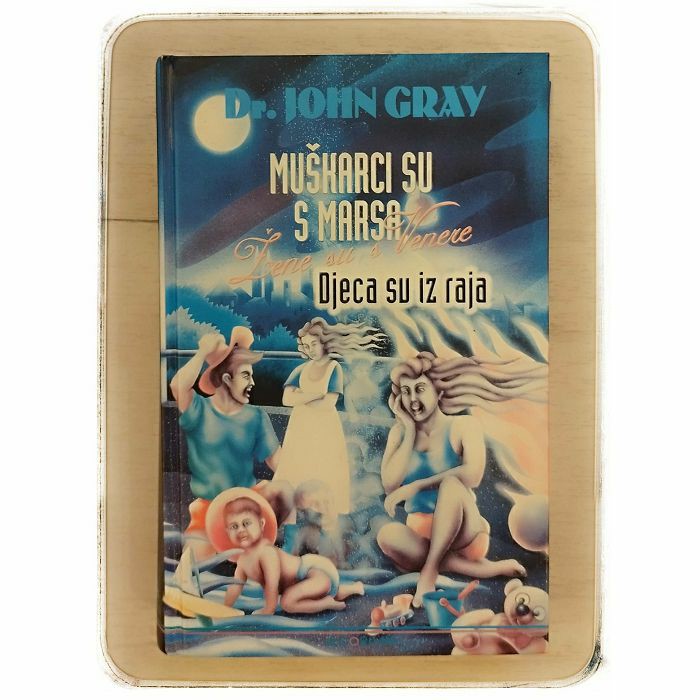 Dr. JOHN GRAY
MUŠKARCI SU
S MARSA
Žene su s Venere
Djeca su iz raja